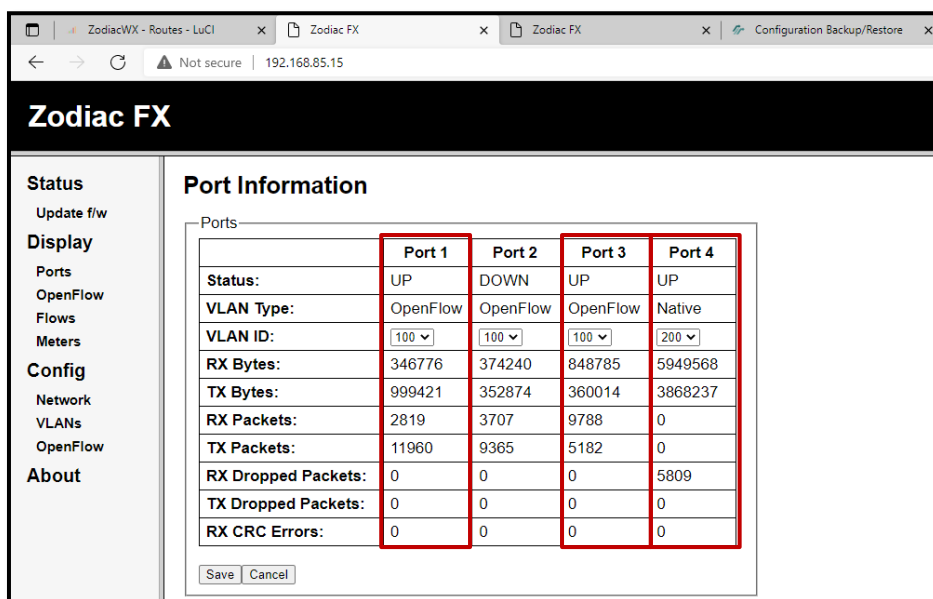 ZodiacWX - Routes - LuCI
Zodiac FX
Zodiac FX
Configuration Backup/Restore
Not secure | 192.168.85.15
Zodiac FX
Status
Update f/w
Display
Ports
OpenFlow
Flows
Meters
Config
Network
VLANs
OpenFlow
About
Port Information
Ports
Port 1 Port 2 Port 3 Port 4
Status: UP DOWN UP UP
VLAN Type: OpenFlow OpenFlow OpenFlow Native
VLAN ID: 100 100 100 200
RX Bytes: 346776 374240 848785 5949568
TX Bytes: 999421 352874 360014 3868237
RX Packets: 2819 3707 9788 0
TX Packets: 11960 9365 5182 0
RX Dropped Packets: 0 0 0 5809
TX Dropped Packets: 0 0 0 0
RX CRC Errors: 0 0 0 0
Save Cancel